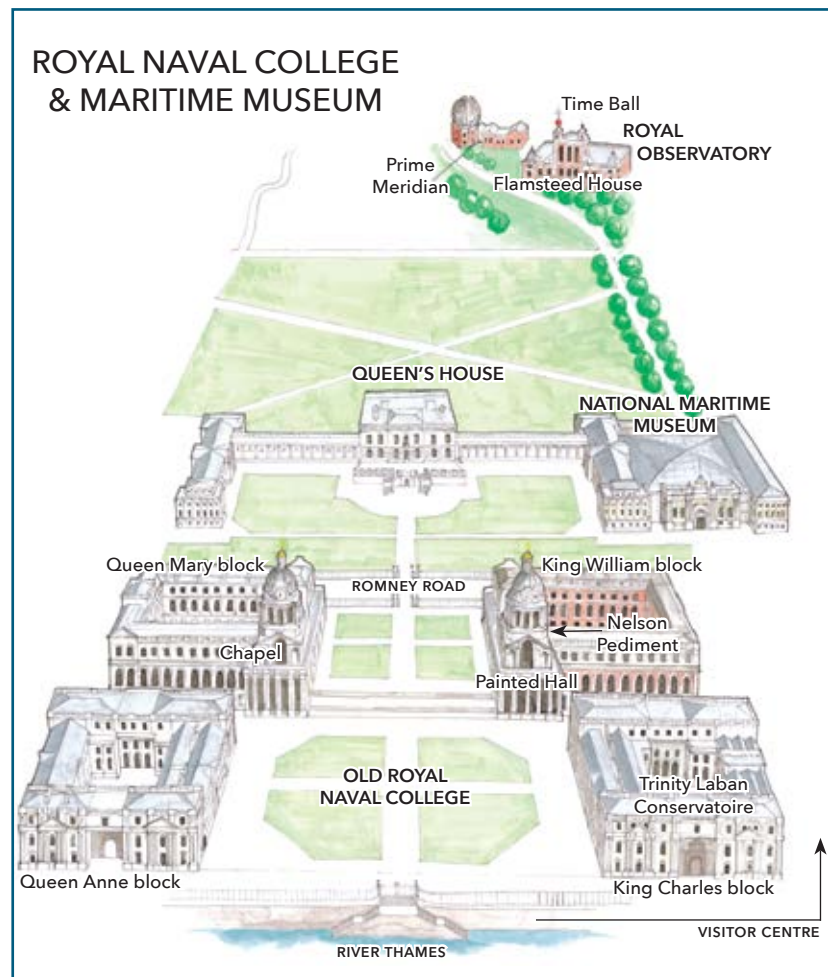 ROYAL NAVAL COLLEGE
& MARITIME MUSEUM
Time Ball
ROYAL
OBSERVATORY
Prime
Meridian
Flamsteed House
QUEEN'S HOUSE
NATIONAL MARITIME
MUSEUM
Queen Mary block
King William block
ROMNEY ROAD
Nelson
Pediment
Chapel
Painted Hall
OLD ROYAL
NAVAL COLLEGE
Trinity Laban
Conservatoire
Queen Anne block
King Charles block
VISITOR CENTRE
RIVER THAMES